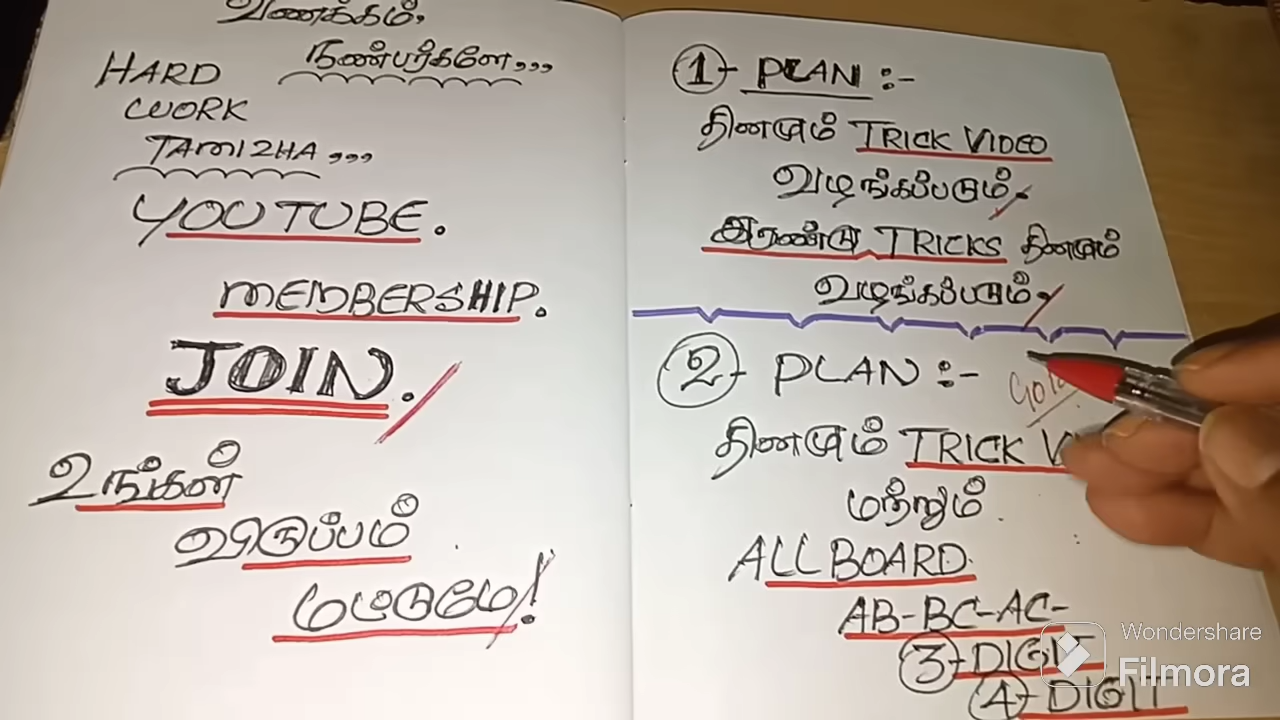 வணக்கம்,
நண்பர்களே,,,
HARD
WORK
TAMIZHA,,,
YOUTUBE.
MEMBERSHIP.
JOIN.
உங்கள்
விருப்பம்
மட்டுமே!
1- PLAN :-
தினமும் TRICK VIDEO
வழங்கப்படும்.
இரண்டு TRICKS தினமும்
வழங்கப்படும்.
2- PLAN :-
தினமும் TRICK
மற்றும்
ALL BOARD.
AB-BC-AC-
3-DIGIT
4-DIGIT
Wondershare
Filmora